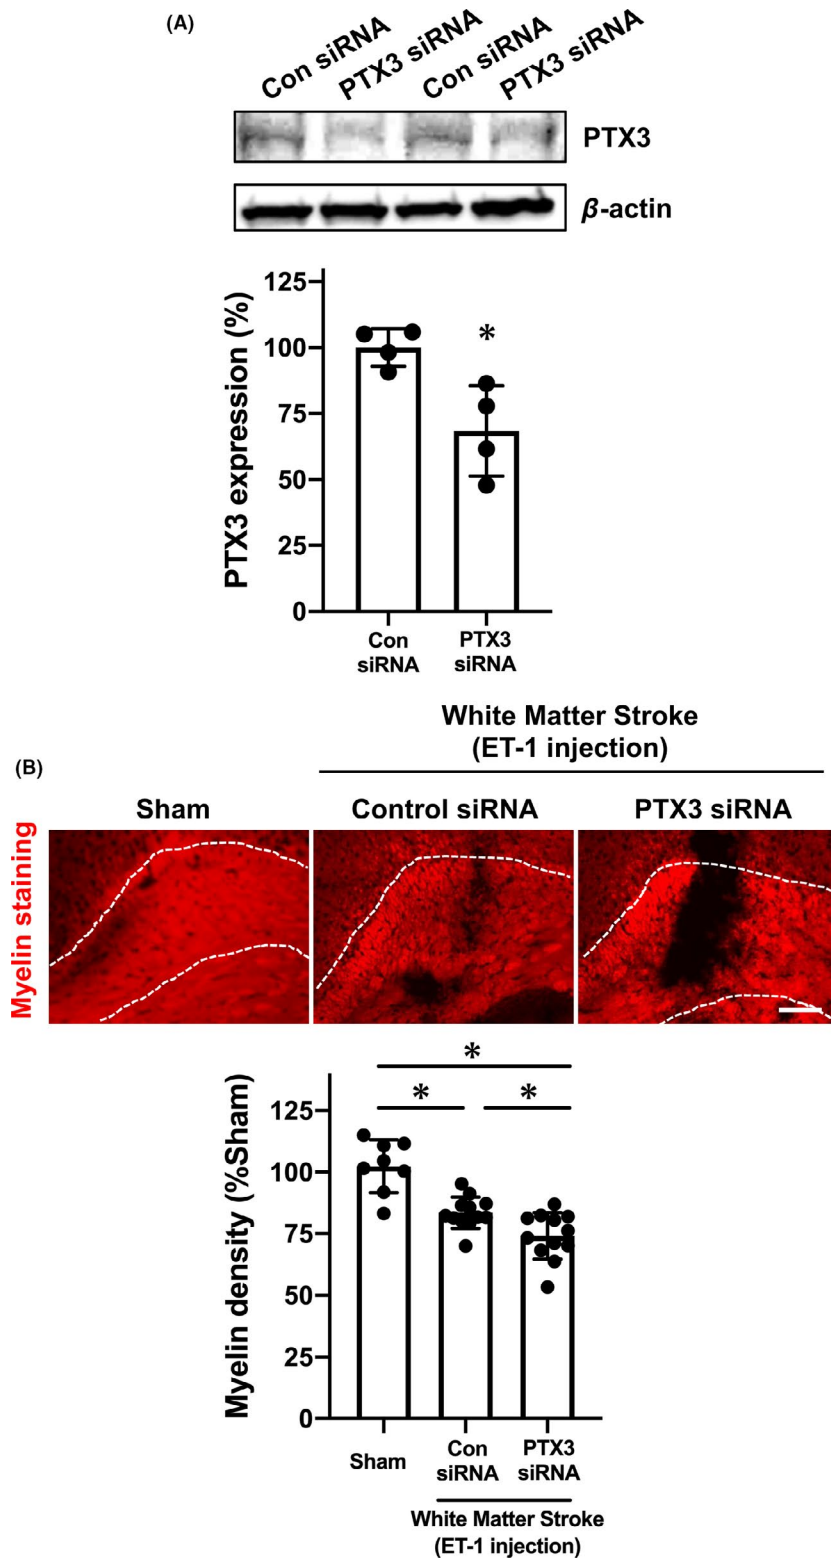 (A)
Con siRNA
PTX3 siRNA
Con siRNA
PTX3 siRNA
PTX3
β-actin
PTX3 expression (%)
125
100
75
50
25
0
*
Con
siRNA
PTX3
siRNA
White Matter Stroke
(ET-1 injection)
(B)
Sham
Control siRNA
PTX3 siRNA
Myelin staining
*
*
*
Myelin density (%Sham)
125
100
75
50
25
0
Sham
Con
siRNA
PTX3
siRNA
White Matter Stroke
(ET-1 injection)